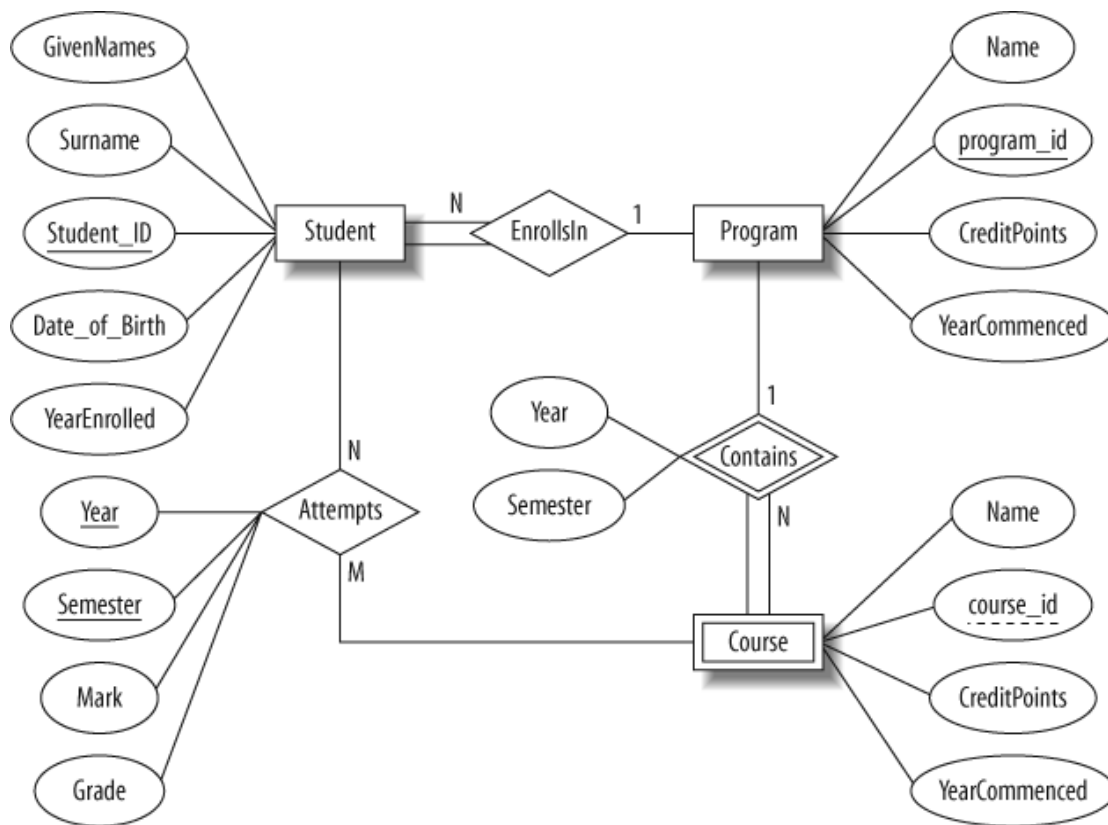 GivenNames
Name
Surname
program_id
Student_ID
Student
N
EnrollsIn
1
Program
CreditPoints
Date_of_Birth
YearCommenced
YearEnrolled
Year
1
Contains
Semester
N
Year
Attempts
N
Name
M
Semester
course_id
Course
Mark
CreditPoints
Grade
YearCommenced